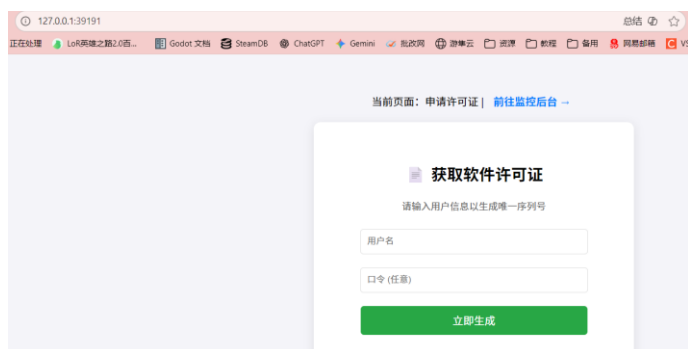 127.0.0.1:39191 总结
正在处理 LoR英雄之路2.0百... Godot 文档 SteamDB ChatGPT Gemini 批改网 游集云 资源 教程 备用 网易邮箱 VS
当前页面：申请许可证 | 前往监控后台 →
获取软件许可证
请输入用户信息以生成唯一序列号
用户名
口令 (任意)
立即生成